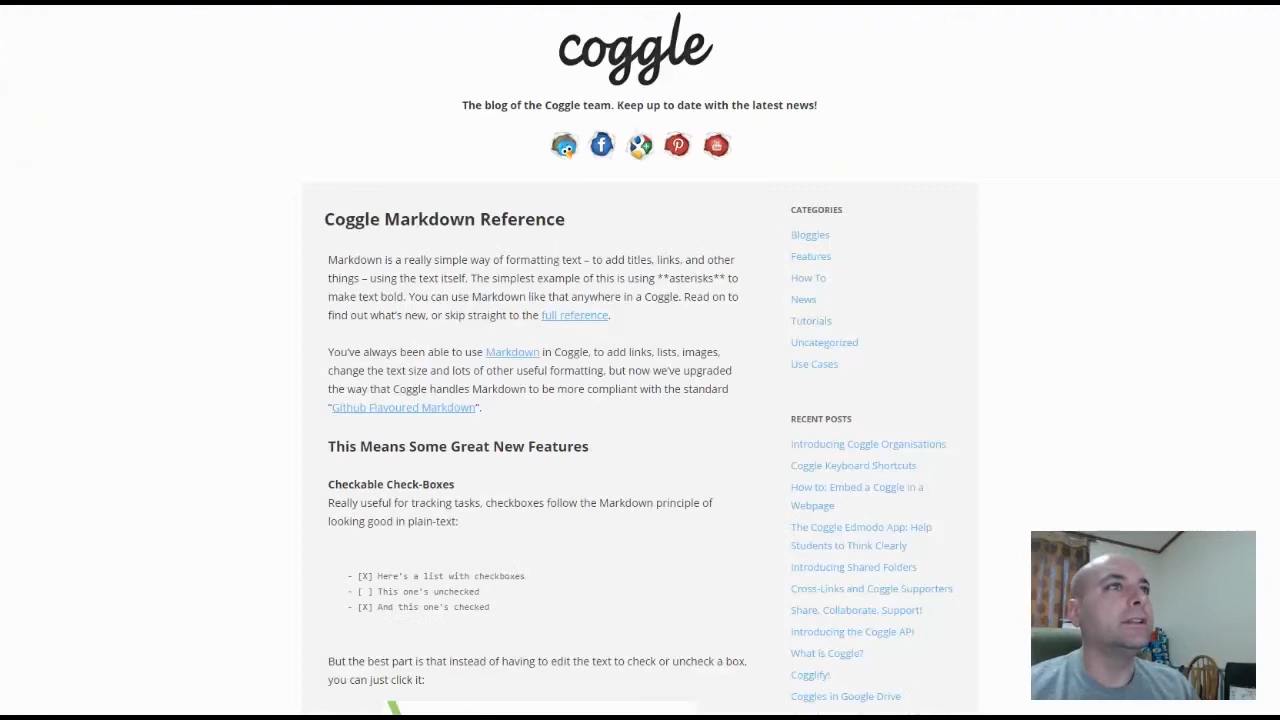 coggle
The blog of the Coggle team. Keep up to date with the latest news!
Coggle Markdown Reference
Markdown is a really simple way of formatting text – to add titles, links, and other
things – using the text itself. The simplest example of this is using **asterisks** to
make text bold. You can use Markdown like that anywhere in a Coggle. Read on to
find out what's new, or skip straight to the full reference.
You've always been able to use Markdown in Coggle, to add links, lists, images,
change the text size and lots of other useful formatting, but now we've upgraded
the way that Coggle handles Markdown to be more compliant with the standard
"Github Flavoured Markdown".
This Means Some Great New Features
Checkable Check-Boxes
Really useful for tracking tasks, checkboxes follow the Markdown principle of
looking good in plain-text:
- [X] Here's a list with checkboxes
- [ ] This one's unchecked
- [X] And this one's checked
But the best part is that instead of having to edit the text to check or uncheck a box,
you can just click it:
CATEGORIES
Bloggles
Features
How To
News
Tutorials
Uncategorized
Use Cases
RECENT POSTS
Introducing Coggle Organisations
Coggle Keyboard Shortcuts
How to: Embed a Coggle in a
Webpage
The Coggle Edmodo App: Help
Students to Think Clearly
Introducing Shared Folders
Cross-Links and Coggle Supporters
Share, Collaborate, Support!
Introducing the Coggle API
What is Coggle?
Cogglify!
Coggles in Google Drive